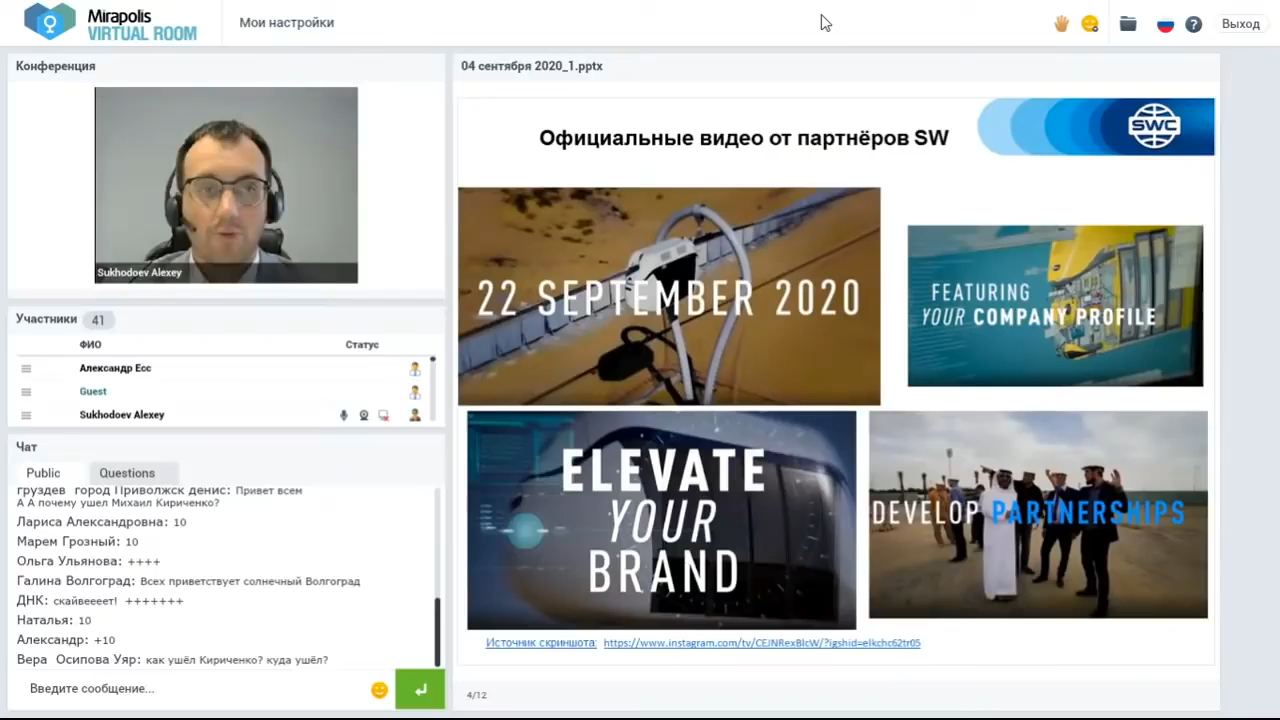 Mirapolis
VIRTUAL ROOM
Мои настройки
Выход
Конференция
Sukhodoev Alexey
Участники 41
ФИО Статус
Александр Есс
Guest
Sukhodoev Alexey
Чат
Public Questions
груздев город Приволжск денис: Привет всем
А А почему ушел Михаил Кириченко?
Лариса Александровна: 10
Марем Грозный: 10
Ольга Ульянова: ++++
Галина Волгоград: Всех приветствует солнечный Волгоград
ДНК: скайвеееет! +++++++
Наталья: 10
Александр: +10
Вера Осипова Уяр: как ушёл Кириченко? куда ушёл?
Введите сообщение...
04 сентября 2020_1.pptx
Официальные видео от партнёров SW
SWC
22 SEPTEMBER 2020
FEATURING
YOUR COMPANY PROFILE
ELEVATE
YOUR
BRAND
DEVELOP PARTNERSHIPS
Источник скриншота: https://www.instagram.com/tv/CEJNRexBlcW/?igshid=elkchc62tr05
4/12